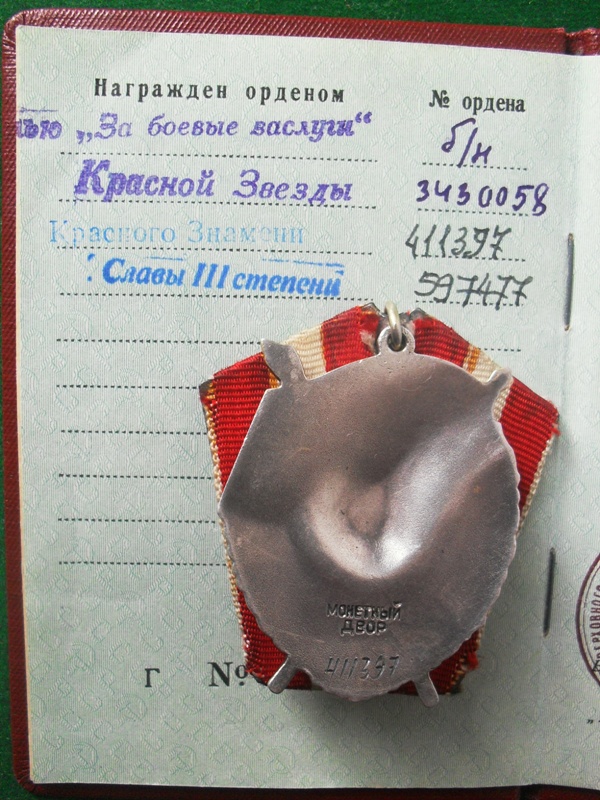 Награжден орденом № ордена
„За боевые заслуги“ б/н
Красной Звезды 3430058
Красного Знамени 411397
Славы III степени 597477
МОНЕТНЫЙ
ДВОР
411397
г №